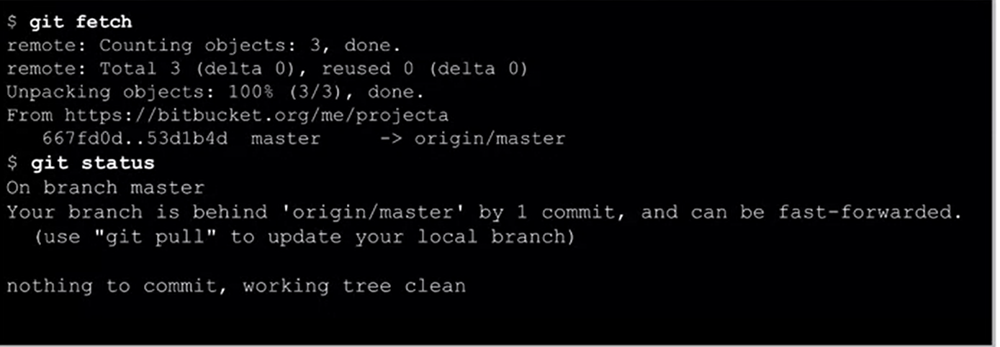 $ git fetch
remote: Counting objects: 3, done.
remote: Total 3 (delta 0), reused 0 (delta 0)
Unpacking objects: 100% (3/3), done.
From https://bitbucket.org/me/projecta
   667fd0d..53d1b4d  master     -> origin/master
$ git status
On branch master
Your branch is behind 'origin/master' by 1 commit, and can be fast-forwarded.
  (use "git pull" to update your local branch)
nothing to commit, working tree clean